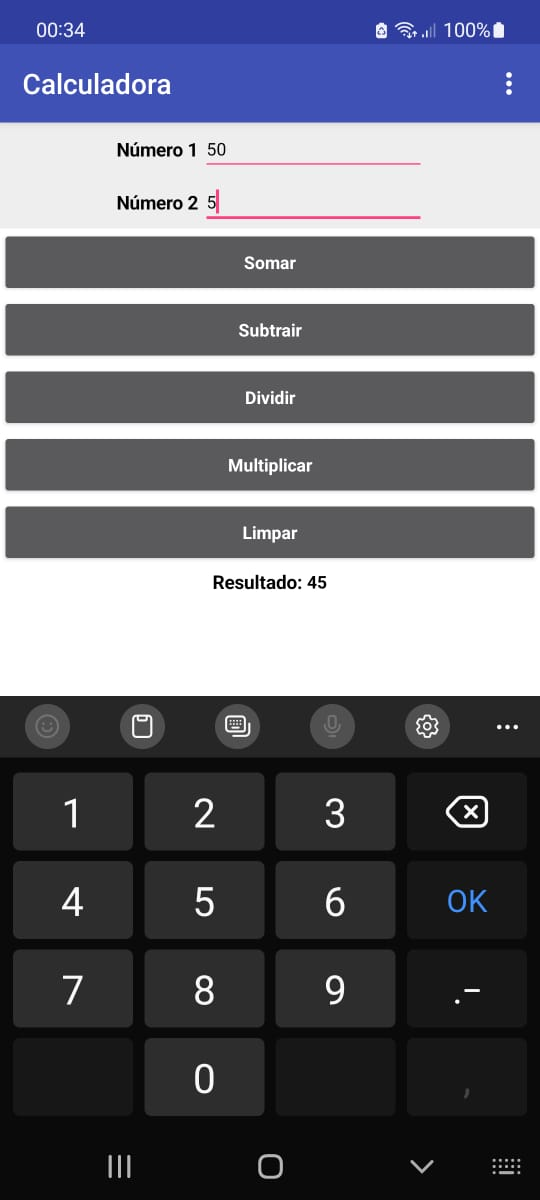 00:34 100%
Calculadora
Número 1 50
Número 2 5
Somar
Subtrair
Dividir
Multiplicar
Limpar
Resultado: 45
1 2 3
4 5 6 OK
7 8 9 .-
0 ,